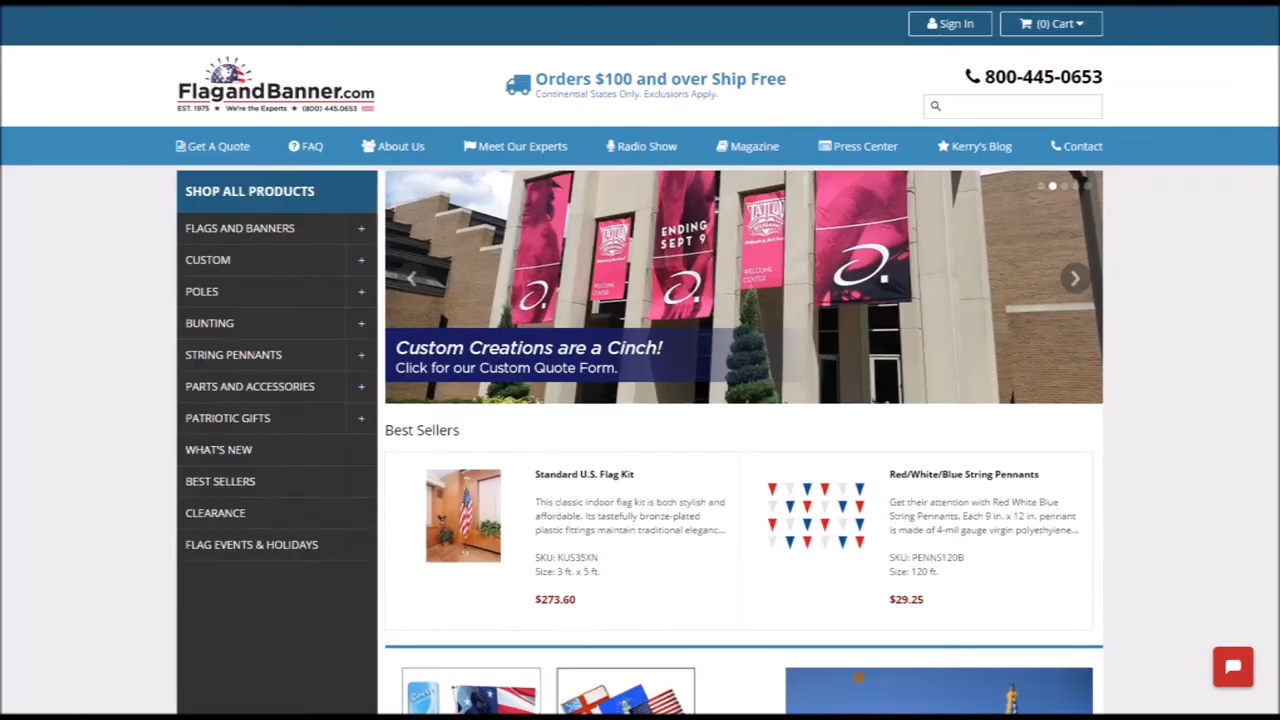 Sign In
(0) Cart
FlagandBanner.com
EST. 1975 ★ We're the Experts ★ (800) 445.0653
Orders $100 and over Ship Free
Continential States Only. Exclusions Apply.
800-445-0653
Get A Quote
FAQ
About Us
Meet Our Experts
Radio Show
Magazine
Press Center
Kerry's Blog
Contact
SHOP ALL PRODUCTS
FLAGS AND BANNERS +
CUSTOM +
POLES +
BUNTING +
STRING PENNANTS +
PARTS AND ACCESSORIES +
PATRIOTIC GIFTS +
WHAT'S NEW
BEST SELLERS
CLEARANCE
FLAG EVENTS & HOLIDAYS
TATTOO
WELCOME
CENTER
ENDING
SEPT 9
TATTOO
WELCOME
CENTER
Custom Creations are a Cinch!
Click for our Custom Quote Form.
Best Sellers
Standard U.S. Flag Kit
This classic indoor flag kit is both stylish and
affordable. Its tastefully bronze-plated
plastic fittings maintain traditional eleganc...
SKU: KUS35XN
Size: 3 ft. x 5 ft.
$273.60
Red/White/Blue String Pennants
Get their attention with Red White Blue
String Pennants. Each 9 in. x 12 in. pennant
is made of 4-mil gauge virgin polyethylene...
SKU: PENNS120B
Size: 120 ft.
$29.25